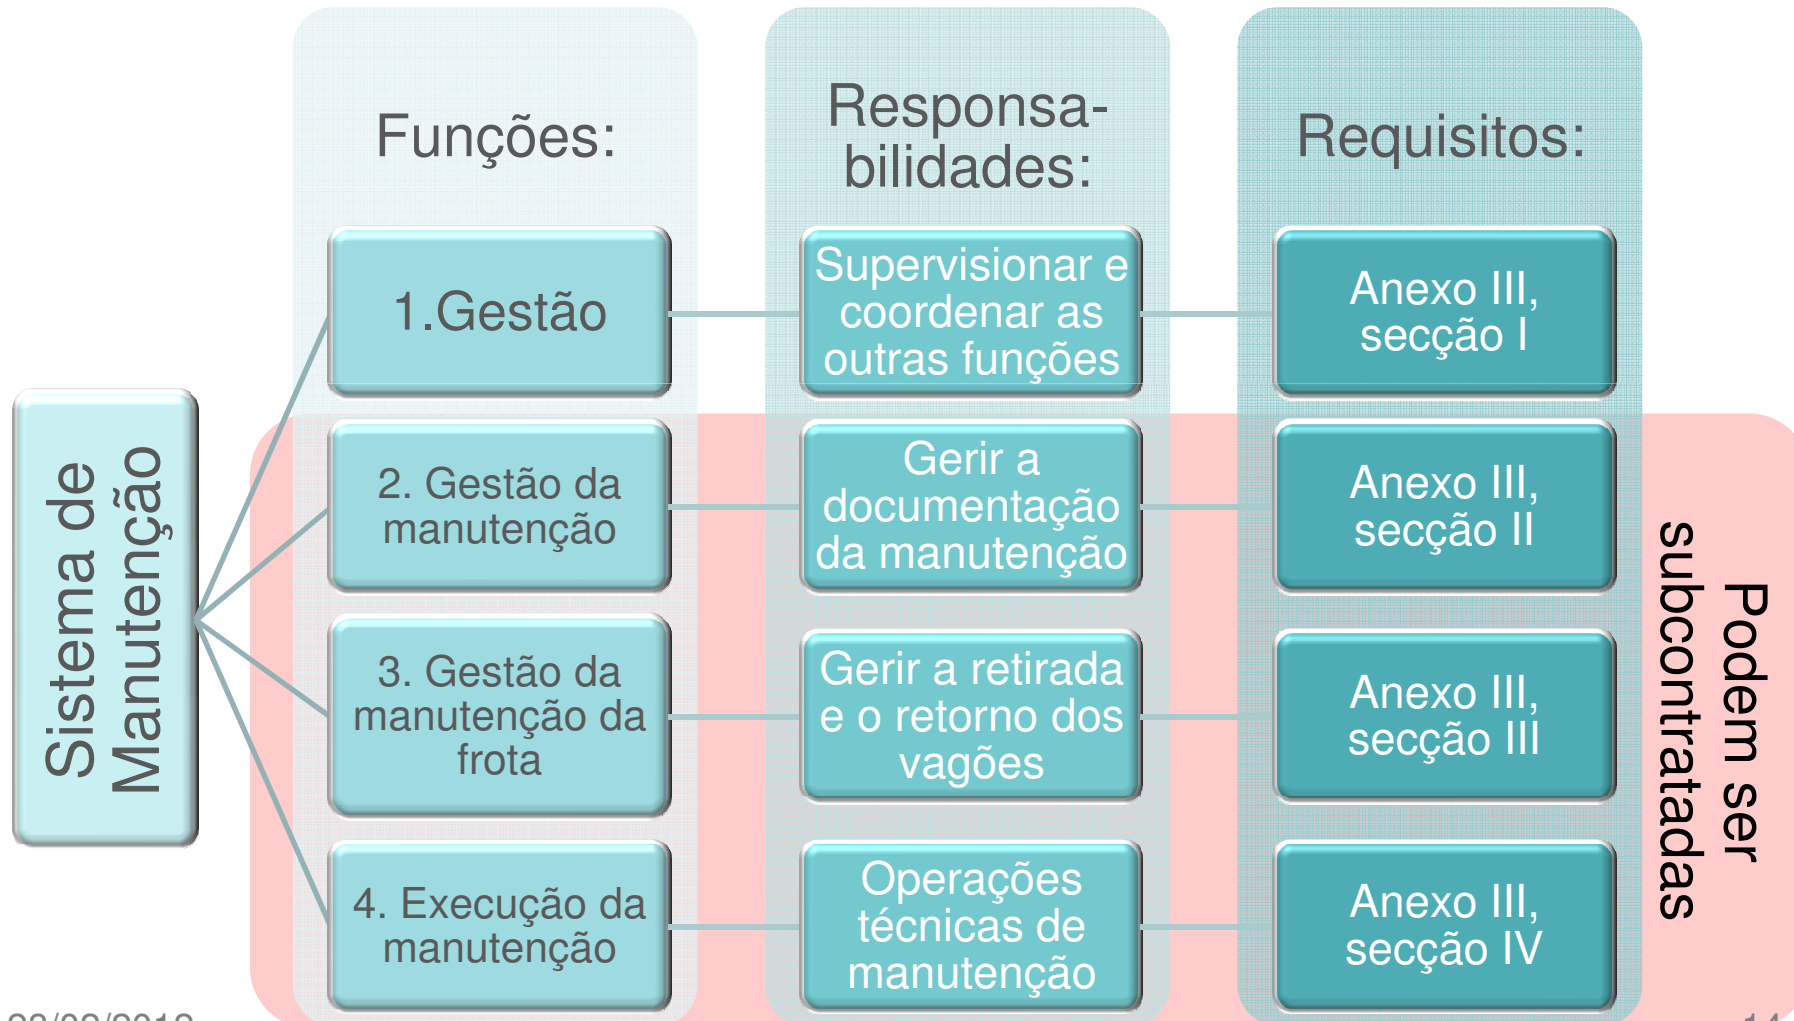 Funções:
Responsa-
bilidades:
Requisitos:
Sistema de
Manutenção
1.Gestão
Supervisionar e
coordenar as
outras funções
Anexo III,
secção I
2. Gestão da
manutenção
Gerir a
documentação
da manutenção
Anexo III,
secção II
3. Gestão da
manutenção da
frota
Gerir a retirada
e o retorno dos
vagões
Anexo III,
secção III
4. Execução da
manutenção
Operações
técnicas de
manutenção
Anexo III,
secção IV
Podem ser
subcontratadas